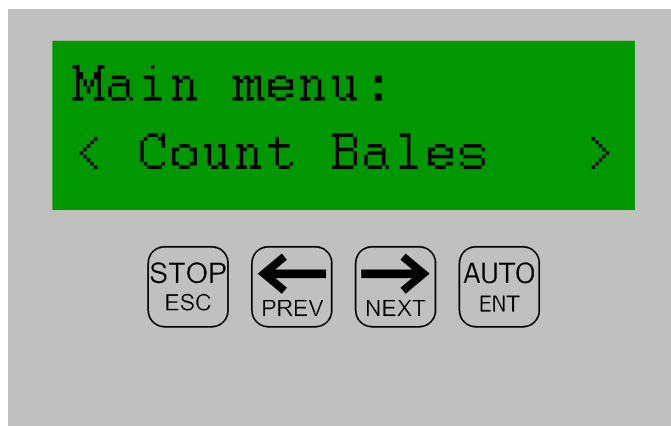 Main menu:
< Count Bales >
STOP PREV NEXT AUTO
ESC ENT